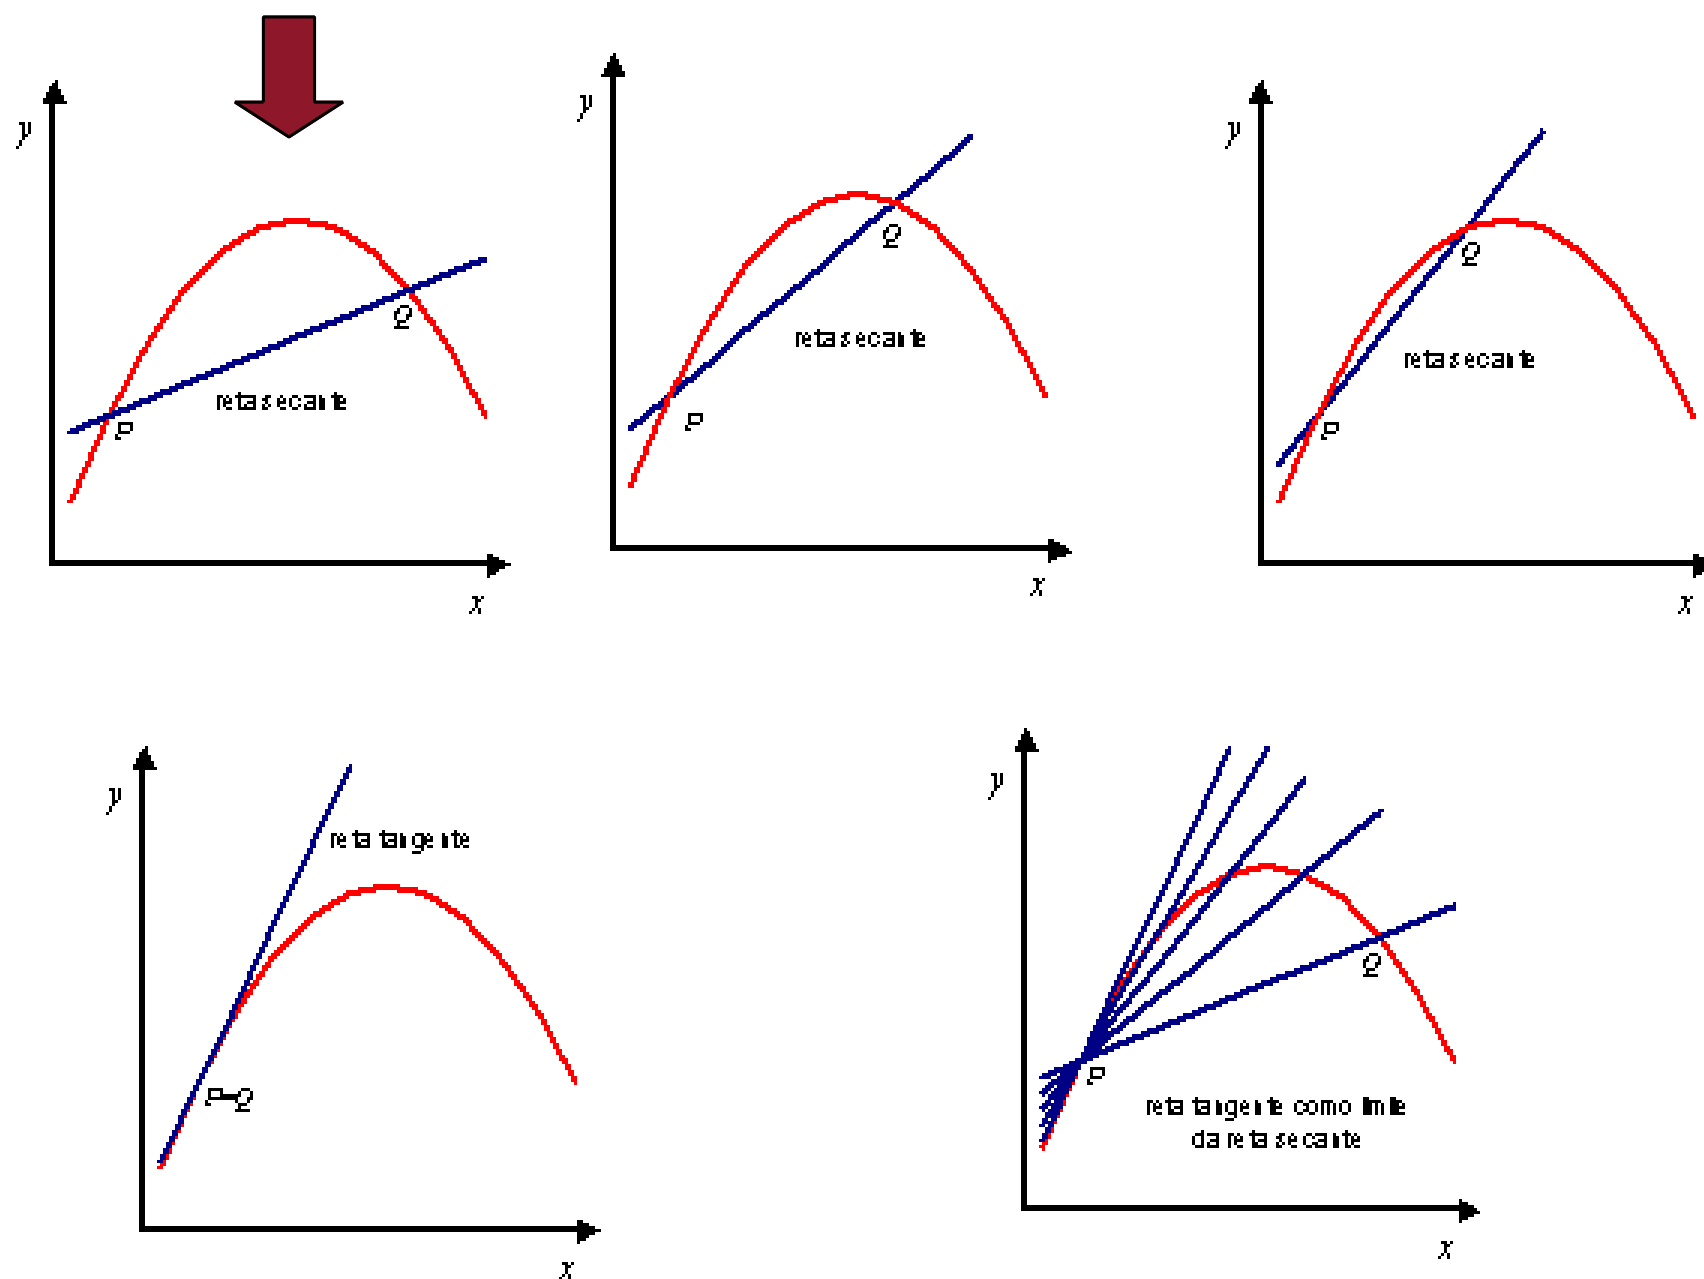 y
Q
reta secante
P
x
y
Q
reta secante
P
x
y
Q
reta secante
P
x
y
reta tangente
P=Q
x
y
Q
P
reta tangente como limite
da reta secante
x